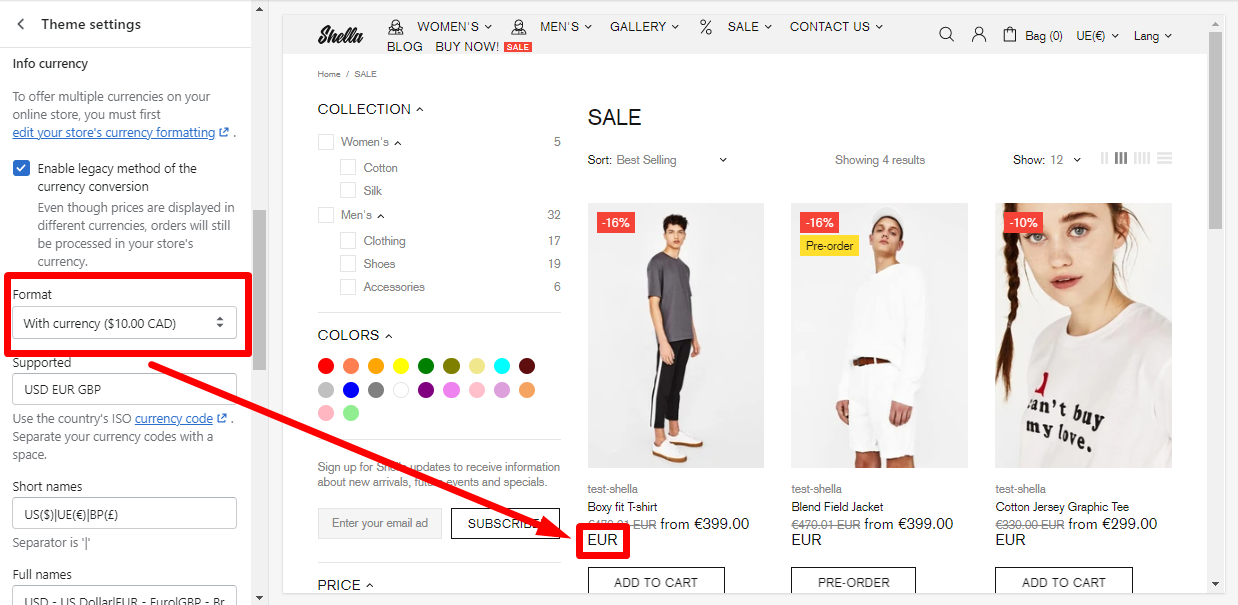 Theme settings
Info currency
To offer multiple currencies on your
online store, you must first
edit your store's currency formatting .
Enable legacy method of the
currency conversion
Even though prices are displayed in
different currencies, orders will still
be processed in your store's
currency.
Format
With currency ($10.00 CAD)
Supported
USD EUR GBP
Use the country's ISO currency code .
Separate your currency codes with a
space.
Short names
US($)|UE(€)|BP(£)
Separator is '|'
Full names
USD - US Dollar|EUR - Euro|GBP - Br
Shella
WOMEN'S
MEN'S
GALLERY
SALE
CONTACT US
Bag (0)
UE(€)
Lang
BLOG
BUY NOW!
SALE
Home / SALE
COLLECTION
Women's 5
Cotton
Silk
Men's 32
Clothing 17
Shoes 19
Accessories 6
COLORS
Sign up for Shella updates to receive information
about new arrivals, future events and specials.
Enter your email ad
SUBSCRIBE
PRICE
SALE
Sort: Best Selling
Showing 4 results
Show: 12
-16%
test-shella
Boxy fit T-shirt
€470.01 EUR from €399.00
EUR
ADD TO CART
-16%
Pre-order
test-shella
Blend Field Jacket
€470.01 EUR from €399.00
EUR
PRE-ORDER
-10%
can't buy
my love.
test-shella
Cotton Jersey Graphic Tee
€330.00 EUR from €299.00
EUR
ADD TO CART